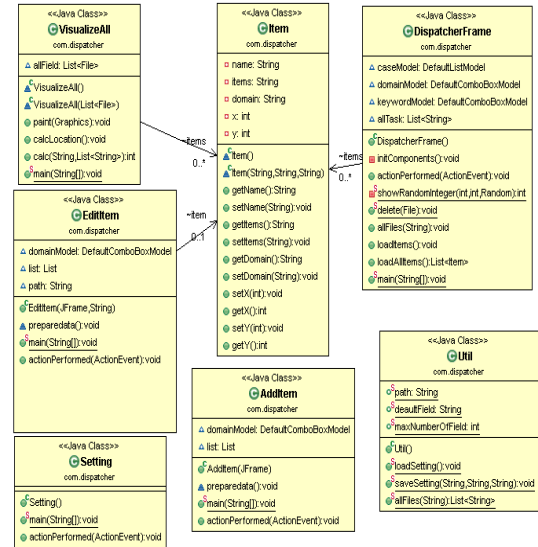 <<Java Class>>
VisualizeAll
com.dispatcher
allField: List<File>
VisualizeAll()
VisualizeAll(List<File>)
paint(Graphics):void
calcLocation():void
calc(String,List<String>):int
main(String[]):void
<<Java Class>>
Item
com.dispatcher
name: String
items: String
domain: String
x: int
y: int
Item()
Item(String,String,String)
getName():String
setName(String):void
getItems():String
setItems(String):void
getDomain():String
setDomain(String):void
setX(int):void
getX():int
setY(int):void
getY():int
<<Java Class>>
DispatcherFrame
com.dispatcher
caseModel: DefaultListModel
domainModel: DefaultComboBoxModel
keywordModel: DefaultComboBoxModel
allTask: List<String>
DispatcherFrame()
initComponents():void
actionPerformed(ActionEvent):void
showRandomInteger(int,int,Random):int
delete(File):void
allFiles(String):void
loadItems():void
loadAllItems():List<Item>
main(String[]):void
~items
0..*
~items
0..*
~item
0..1
<<Java Class>>
EditItem
com.dispatcher
domainModel: DefaultComboBoxModel
list: List
path: String
EditItem(JFrame,String)
preparedata():void
main(String[]):void
actionPerformed(ActionEvent):void
<<Java Class>>
Setting
com.dispatcher
Setting()
main(String[]):void
actionPerformed(ActionEvent):void
<<Java Class>>
AddItem
com.dispatcher
domainModel: DefaultComboBoxModel
list: List
AddItem(JFrame)
preparedata():void
main(String[]):void
actionPerformed(ActionEvent):void
<<Java Class>>
Util
com.dispatcher
path: String
deaultField: String
maxNumberOfField: int
Util()
loadSetting():void
saveSetting(String,String,String):void
allFiles(String):List<String>